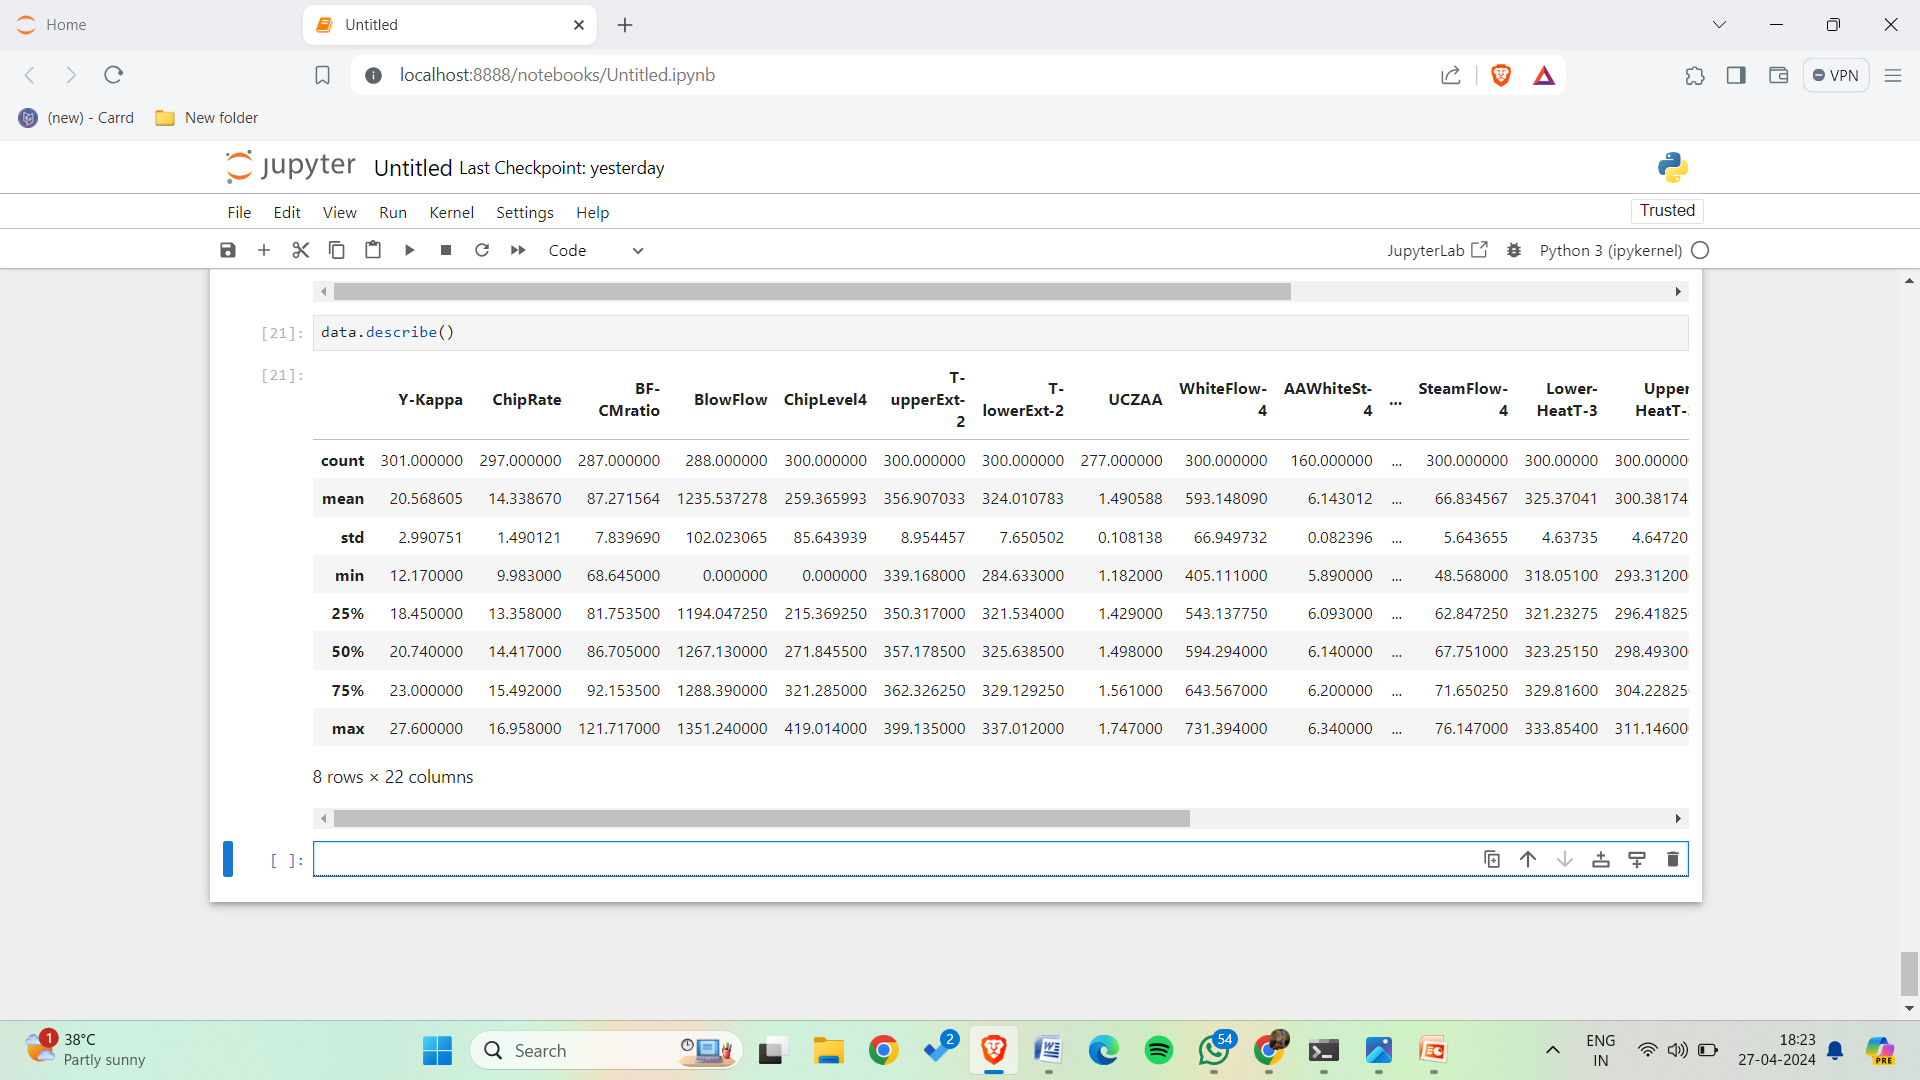 Home
Untitled
localhost:8888/notebooks/Untitled.ipynb
VPN
(new) - Carrd
New folder
jupyter Untitled Last Checkpoint: yesterday
File Edit View Run Kernel Settings Help
Trusted
Code
JupyterLab
Python 3 (ipykernel)
[21]: data.describe()
[21]:
Y-Kappa ChipRate BF-CMratio BlowFlow ChipLevel4 T-upperExt-2 T-lowerExt-2 UCZAA WhiteFlow-4 AAWhiteSt-4 ... SteamFlow-4 Lower-HeatT-3 Upper HeatT-
count 301.000000 297.000000 287.000000 288.000000 300.000000 300.000000 300.000000 277.000000 300.000000 160.000000 ... 300.000000 300.00000 300.00000
mean 20.568605 14.338670 87.271564 1235.537278 259.365993 356.907033 324.010783 1.490588 593.148090 6.143012 ... 66.834567 325.37041 300.38174
std 2.990751 1.490121 7.839690 102.023065 85.643939 8.954457 7.650502 0.108138 66.949732 0.082396 ... 5.643655 4.63735 4.64720
min 12.170000 9.983000 68.645000 0.000000 0.000000 339.168000 284.633000 1.182000 405.111000 5.890000 ... 48.568000 318.05100 293.31200
25% 18.450000 13.358000 81.753500 1194.047250 215.369250 350.317000 321.534000 1.429000 543.137750 6.093000 ... 62.847250 321.23275 296.41825
50% 20.740000 14.417000 86.705000 1267.130000 271.845500 357.178500 325.638500 1.498000 594.294000 6.140000 ... 67.751000 323.25150 298.49300
75% 23.000000 15.492000 92.153500 1288.390000 321.285000 362.326250 329.129250 1.561000 643.567000 6.200000 ... 71.650250 329.81600 304.22825
max 27.600000 16.958000 121.717000 1351.240000 419.014000 399.135000 337.012000 1.747000 731.394000 6.340000 ... 76.147000 333.85400 311.14600
8 rows × 22 columns
[ ]:
1
38°C
Partly sunny
Search
2
54
PRE
ENG
IN
18:23
27-04-2024